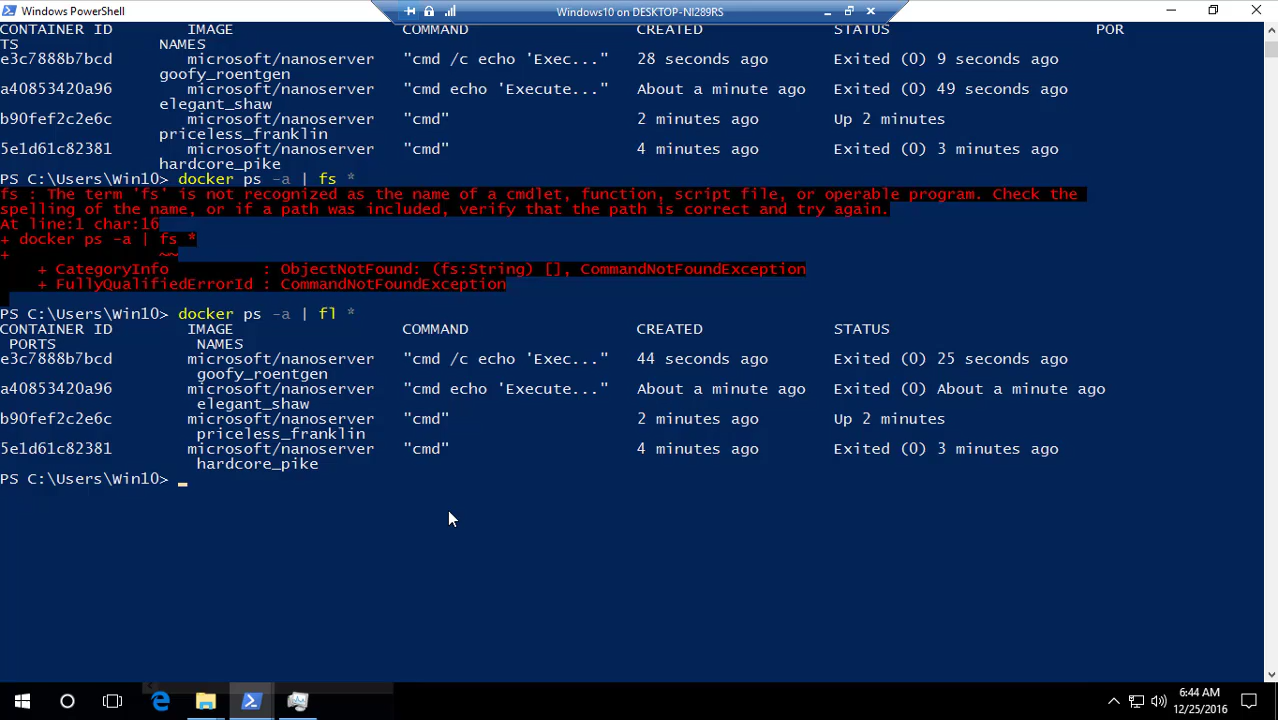 Windows PowerShell
Windows10 on DESKTOP-NI289RS
CONTAINER ID IMAGE COMMAND CREATED STATUS POR
TS NAMES
e3c7888b7bcd microsoft/nanoserver "cmd /c echo 'Exec..." 28 seconds ago Exited (0) 9 seconds ago
goofy_roentgen
a40853420a96 microsoft/nanoserver "cmd echo 'Execute..." About a minute ago Exited (0) 49 seconds ago
elegant_shaw
b90fef2c2e6c microsoft/nanoserver "cmd" 2 minutes ago Up 2 minutes
priceless_franklin
5e1d61c82381 microsoft/nanoserver "cmd" 4 minutes ago Exited (0) 3 minutes ago
hardcore_pike
PS C:\Users\Win10> docker ps -a | fs *
fs : The term 'fs' is not recognized as the name of a cmdlet, function, script file, or operable program. Check the
spelling of the name, or if a path was included, verify that the path is correct and try again.
At line:1 char:16
+ docker ps -a | fs *
+ ~~
+ CategoryInfo : ObjectNotFound: (fs:String) [], CommandNotFoundException
+ FullyQualifiedErrorId : CommandNotFoundException
PS C:\Users\Win10> docker ps -a | fl *
CONTAINER ID IMAGE COMMAND CREATED STATUS
PORTS NAMES
e3c7888b7bcd microsoft/nanoserver "cmd /c echo 'Exec..." 44 seconds ago Exited (0) 25 seconds ago
goofy_roentgen
a40853420a96 microsoft/nanoserver "cmd echo 'Execute..." About a minute ago Exited (0) About a minute ago
elegant_shaw
b90fef2c2e6c microsoft/nanoserver "cmd" 2 minutes ago Up 2 minutes
priceless_franklin
5e1d61c82381 microsoft/nanoserver "cmd" 4 minutes ago Exited (0) 3 minutes ago
hardcore_pike
PS C:\Users\Win10>
6:44 AM
12/25/2016